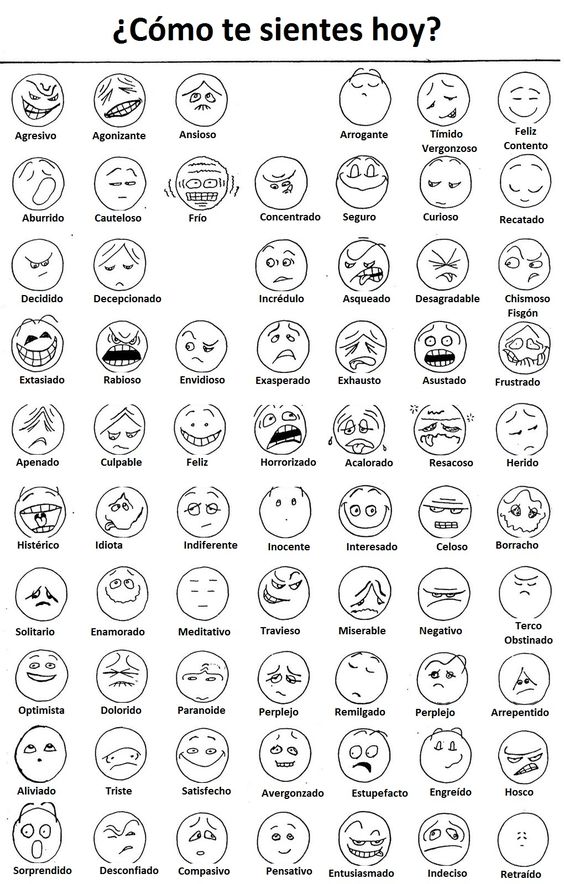 ¿Cómo te sientes hoy?
Agresivo Agonizante Ansioso Arrogante Tímido Vergonzoso Feliz Contento
Aburrido Cauteloso Frío Concentrado Seguro Curioso Recatado
Decidido Decepcionado Incrédulo Asqueado Desagradable Chismoso Fisgón
Extasiado Rabioso Envidioso Exasperado Exhausto Asustado Frustrado
Apenado Culpable Feliz Horrorizado Acalorado Resacoso Herido
Histérico Idiota Indiferente Inocente Interesado Celoso Borracho
Solitario Enamorado Meditativo Travieso Miserable Negativo Terco Obstinado
Optimista Dolorido Paranoide Perplejo Remilgado Perplejo Arrepentido
Aliviado Triste Satisfecho Avergonzado Estupefacto Engreído Hosco
Sorprendido Desconfiado Compasivo Pensativo Entusiasmado Indeciso Retraído